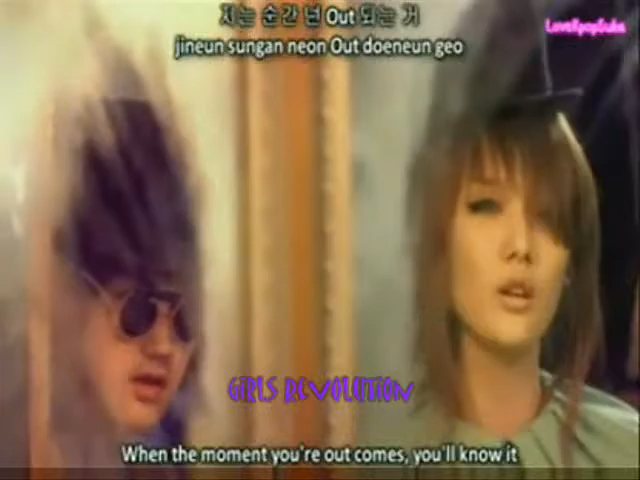 지는 순간 넌 Out 되는 거
jineun sungan neon Out doeneun geo
LoveKpopSubs
GIRLS REVOLUTION
When the moment you're out comes, you'll know it